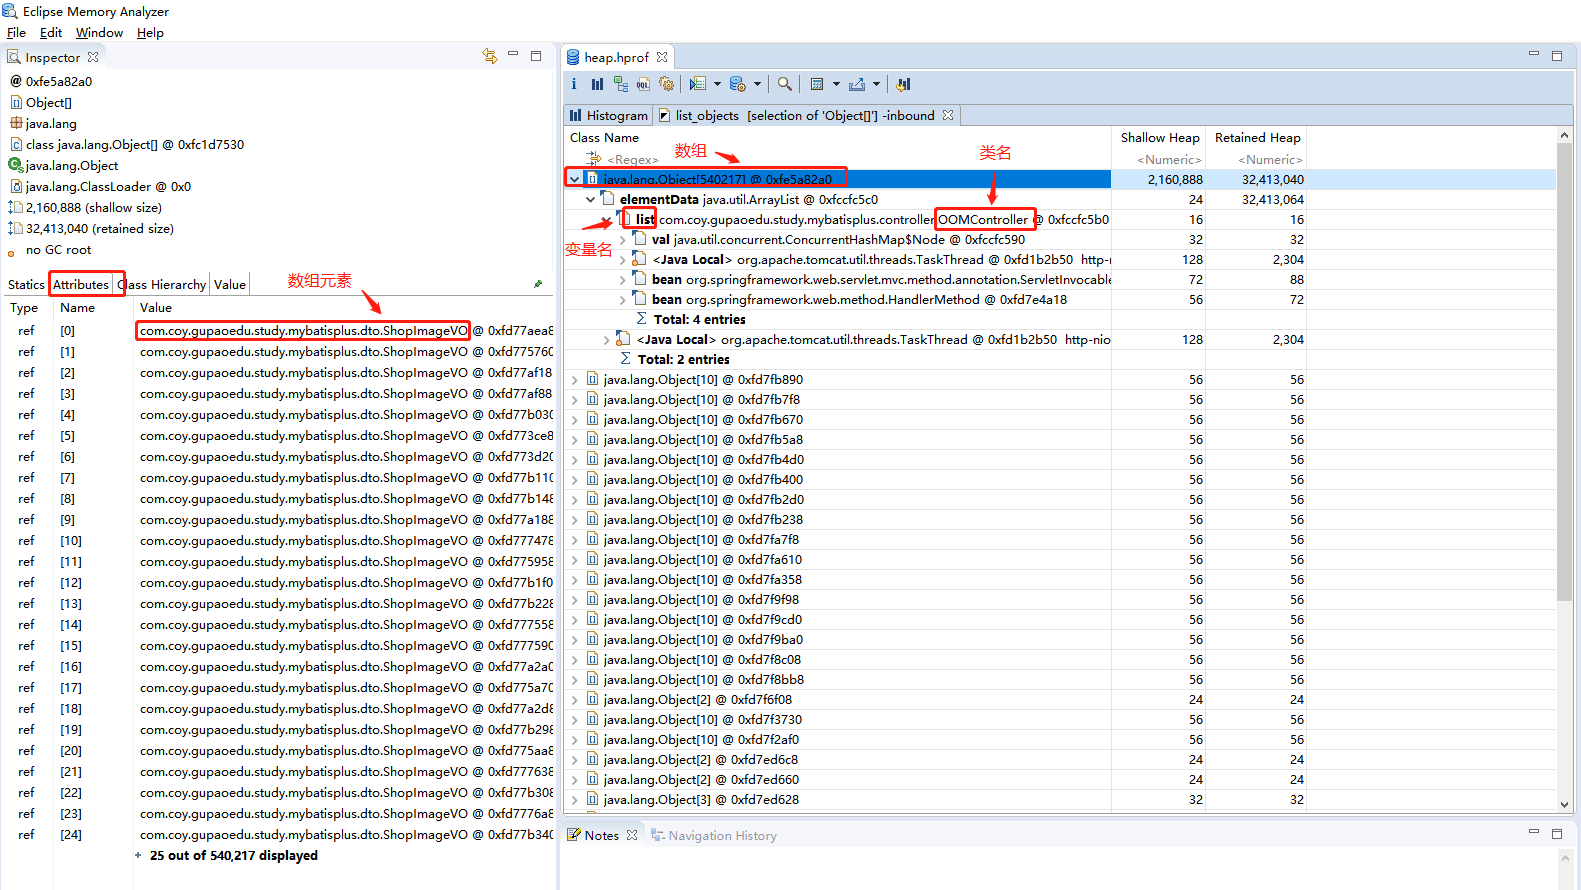 Eclipse Memory Analyzer
File Edit Window Help
Inspector
@ 0xfe5a82a0
Object[]
java.lang
class java.lang.Object[] @ 0xfc1d7530
java.lang.Object
java.lang.ClassLoader @ 0x0
2,160,888 (shallow size)
32,413,040 (retained size)
no GC root
Statics Attributes Class Hierarchy Value
数组元素
Type Name Value
ref [0] com.coy.gupaoedu.study.mybatisplus.dto.ShopImageVO @ 0xfd77aea8
ref [1] com.coy.gupaoedu.study.mybatisplus.dto.ShopImageVO @ 0xfd775760
ref [2] com.coy.gupaoedu.study.mybatisplus.dto.ShopImageVO @ 0xfd77af18
ref [3] com.coy.gupaoedu.study.mybatisplus.dto.ShopImageVO @ 0xfd77af88
ref [4] com.coy.gupaoedu.study.mybatisplus.dto.ShopImageVO @ 0xfd77b030
ref [5] com.coy.gupaoedu.study.mybatisplus.dto.ShopImageVO @ 0xfd773ce8
ref [6] com.coy.gupaoedu.study.mybatisplus.dto.ShopImageVO @ 0xfd773d20
ref [7] com.coy.gupaoedu.study.mybatisplus.dto.ShopImageVO @ 0xfd77b110
ref [8] com.coy.gupaoedu.study.mybatisplus.dto.ShopImageVO @ 0xfd77b148
ref [9] com.coy.gupaoedu.study.mybatisplus.dto.ShopImageVO @ 0xfd77a188
ref [10] com.coy.gupaoedu.study.mybatisplus.dto.ShopImageVO @ 0xfd777478
ref [11] com.coy.gupaoedu.study.mybatisplus.dto.ShopImageVO @ 0xfd775958
ref [12] com.coy.gupaoedu.study.mybatisplus.dto.ShopImageVO @ 0xfd77b1f0
ref [13] com.coy.gupaoedu.study.mybatisplus.dto.ShopImageVO @ 0xfd77b228
ref [14] com.coy.gupaoedu.study.mybatisplus.dto.ShopImageVO @ 0xfd777558
ref [15] com.coy.gupaoedu.study.mybatisplus.dto.ShopImageVO @ 0xfd777590
ref [16] com.coy.gupaoedu.study.mybatisplus.dto.ShopImageVO @ 0xfd77a2a0
ref [17] com.coy.gupaoedu.study.mybatisplus.dto.ShopImageVO @ 0xfd775a70
ref [18] com.coy.gupaoedu.study.mybatisplus.dto.ShopImageVO @ 0xfd77a2d8
ref [19] com.coy.gupaoedu.study.mybatisplus.dto.ShopImageVO @ 0xfd77b298
ref [20] com.coy.gupaoedu.study.mybatisplus.dto.ShopImageVO @ 0xfd775aa8
ref [21] com.coy.gupaoedu.study.mybatisplus.dto.ShopImageVO @ 0xfd777638
ref [22] com.coy.gupaoedu.study.mybatisplus.dto.ShopImageVO @ 0xfd77b308
ref [23] com.coy.gupaoedu.study.mybatisplus.dto.ShopImageVO @ 0xfd7776a8
ref [24] com.coy.gupaoedu.study.mybatisplus.dto.ShopImageVO @ 0xfd77b340
25 out of 540,217 displayed
heap.hprof
Histogram list_objects [selection of 'Object[]'] -inbound
Class Name Shallow Heap Retained Heap
数组
类名
<Regex> <Numeric> <Numeric>
java.lang.Object[540217] @ 0xfe5a82a0 2,160,888 32,413,040
elementData java.util.ArrayList @ 0xfccfc5c0 24 32,413,064
list com.coy.gupaoedu.study.mybatisplus.controller.OOMController @ 0xfccfc5b0 16 16
变量名
val java.util.concurrent.ConcurrentHashMap$Node @ 0xfccfc590 32 32
<Java Local> org.apache.tomcat.util.threads.TaskThread @ 0xfd1b2b50 http- 128 2,304
bean org.springframework.web.servlet.mvc.method.annotation.ServletInvocable 72 88
bean org.springframework.web.method.HandlerMethod @ 0xfd7e4a18 56 72
Total: 4 entries
<Java Local> org.apache.tomcat.util.threads.TaskThread @ 0xfd1b2b50 http-nio 128 2,304
Total: 2 entries
java.lang.Object[10] @ 0xfd7fb890 56 56
java.lang.Object[10] @ 0xfd7fb7f8 56 56
java.lang.Object[10] @ 0xfd7fb670 56 56
java.lang.Object[10] @ 0xfd7fb5a8 56 56
java.lang.Object[10] @ 0xfd7fb4d0 56 56
java.lang.Object[10] @ 0xfd7fb400 56 56
java.lang.Object[10] @ 0xfd7fb2d0 56 56
java.lang.Object[10] @ 0xfd7fb238 56 56
java.lang.Object[10] @ 0xfd7fa7f8 56 56
java.lang.Object[10] @ 0xfd7fa610 56 56
java.lang.Object[10] @ 0xfd7fa358 56 56
java.lang.Object[10] @ 0xfd7f9f98 56 56
java.lang.Object[10] @ 0xfd7f9cd0 56 56
java.lang.Object[10] @ 0xfd7f9ba0 56 56
java.lang.Object[10] @ 0xfd7f8c08 56 56
java.lang.Object[10] @ 0xfd7f8bb8 56 56
java.lang.Object[2] @ 0xfd7f6f08 24 24
java.lang.Object[10] @ 0xfd7f3730 56 56
java.lang.Object[10] @ 0xfd7f2af0 56 56
java.lang.Object[2] @ 0xfd7ed6c8 24 24
java.lang.Object[2] @ 0xfd7ed660 24 24
java.lang.Object[3] @ 0xfd7ed628 32 32
Notes Navigation History